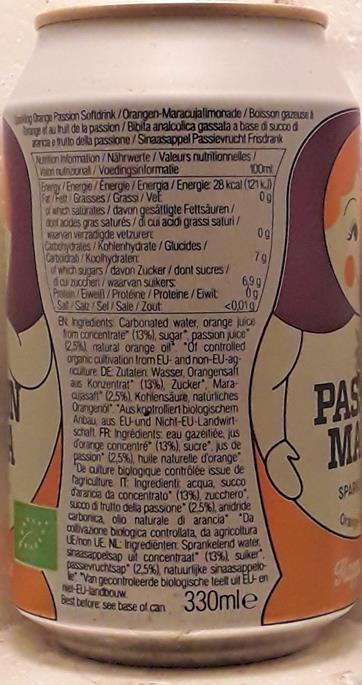 Orange Passion Softdrink / Orangen-Maracujalimonade / Boisson gazeuse à
l'orange et au fruit de la passion / Bibita analcolica gassata a base di succo di
arancia e frutto della passione / Sinaasappel Passievrucht Frisdrank
Nutrition Information / Nährwerte / Valeurs nutritionnelles /
Valori nutrizionali / Voedingsinformatie 100ml:
Energy / Energie / Énergie / Energia / Energie: 28 kcal (121 kJ)
Fat / Fett / Graisses / Grassi / Vet: 0 g
of which saturates / davon gesättigte Fettsäuren /
dont acides gras saturés / di cui acidi grassi saturi /
waarvan verzadigde vetzuren: 0 g
Carbohydrates / Kohlenhydrate / Glucides /
Carboidrati / Koolhydraten: 7 g
of which sugars / davon Zucker / dont sucres /
di cui zuccheri / waarvan suikers: 6,9 g
Protein / Eiweiß / Protéine / Proteine / Eiwit: 0 g
Salt / Salz / Sel / Sale / Zout: <0,01 g
EN: Ingredients: Carbonated water, orange juice
from concentrate* (13%), sugar*, passion juice*
(2,5%), natural orange oil*. *Of controlled
organic cultivation from EU- and non-EU-ag-
riculture. DE: Zutaten: Wasser, Orangensaft
aus Konzentrat* (13%), Zucker*, Mara-
cujasaft* (2,5%), Kohlensäure, natürliches
Orangenöl*. *Aus kontrolliert biologischem
Anbau, aus EU-und Nicht-EU-Landwirt-
schaft. FR: Ingrédients: eau gazéifiée, jus
d'orange concentré* (13%), sucre*, jus de
passion* (2,5%), huile naturelle d'orange*
*De culture biologique contrôlée issue de
l'agriculture. IT: Ingredienti: acqua, succo
d'arancia da concentrato* (13%), zucchero*,
succo di frutto della passione* (2,5%), anidride
carbonica, olio naturale di arancia*. *Da
coltivazione biologica controllata, da agricoltura
UE/non UE. NL: Ingrediënten: Sprankelend water,
sinaasappelsap uit concentraat* (13%), suiker*,
passievruchtsap* (2,5%), natuurlijke sinaasappelo-
lie* *Van gecontroleerde biologische teelt uit EU- en
niet-EU-landbouw.
Best before: see base of can. 330ml e
PAS
MA
SPAR
Oran
N
A